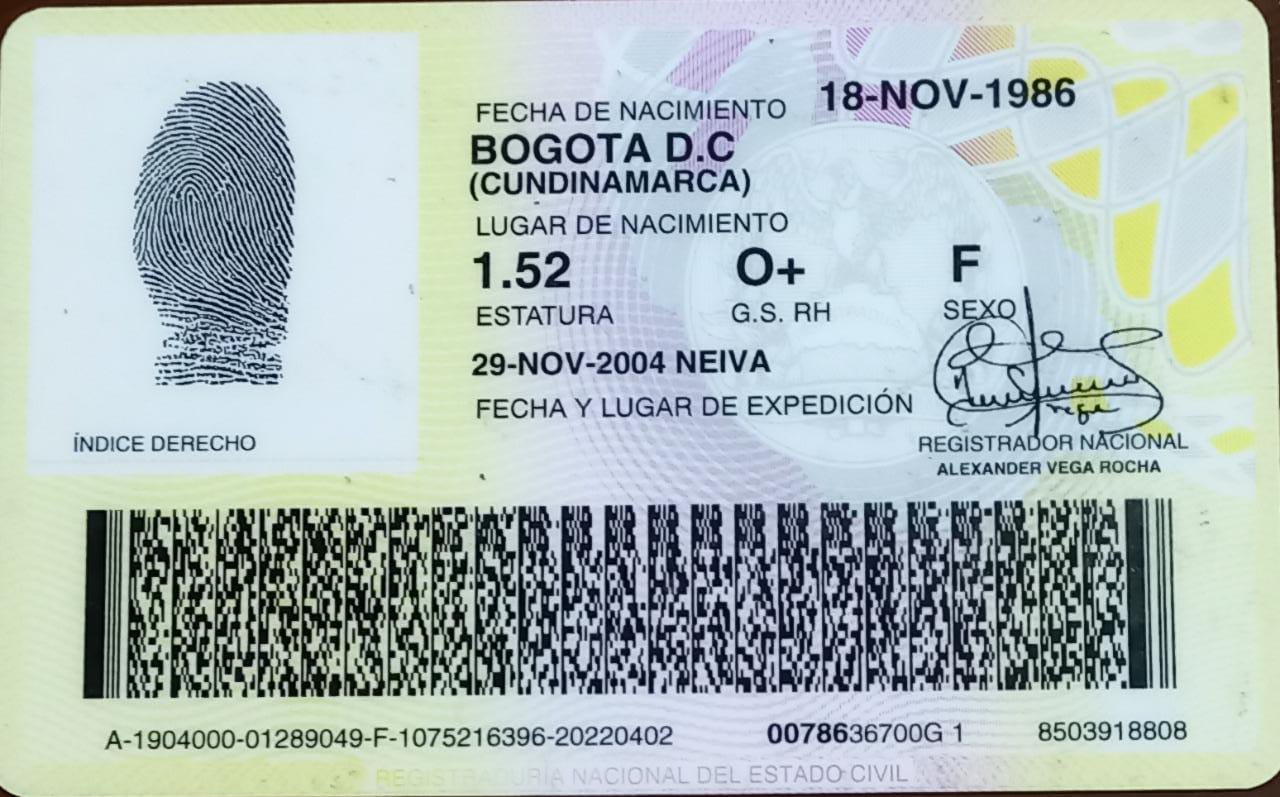 FECHA DE NACIMIENTO 18-NOV-1986
BOGOTA D.C
(CUNDINAMARCA)
LUGAR DE NACIMIENTO
1.52 O+ F
ESTATURA G.S. RH SEXO
29-NOV-2004 NEIVA
FECHA Y LUGAR DE EXPEDICIÓN
ÍNDICE DERECHO
REGISTRADOR NACIONAL
ALEXANDER VEGA ROCHA
A-1904000-01289049-F-1075216396-20220402 0078636700G 1 8503918808
REGISTRADURÍA NACIONAL DEL ESTADO CIVIL